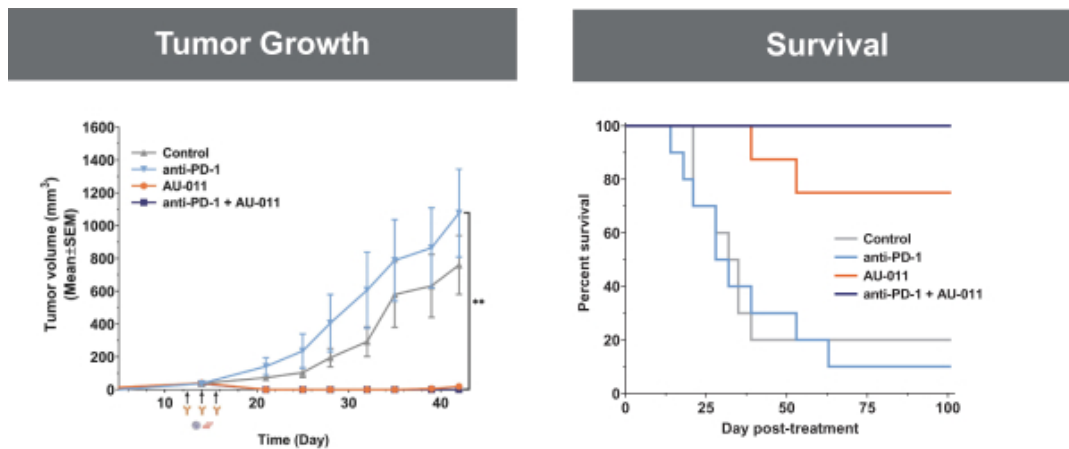 Tumor Growth
Survival
1600
1400
1200
1000
800
600
400
200
0
Tumor volume (mm³)
(Mean±SEM)
Control
anti-PD-1
AU-011
anti-PD-1 + AU-011
**
10
20
30
40
Y Y Y
Time (Day)
100
80
60
40
20
0
Percent survival
Control
anti-PD-1
AU-011
anti-PD-1 + AU-011
0
25
50
75
100
Day post-treatment